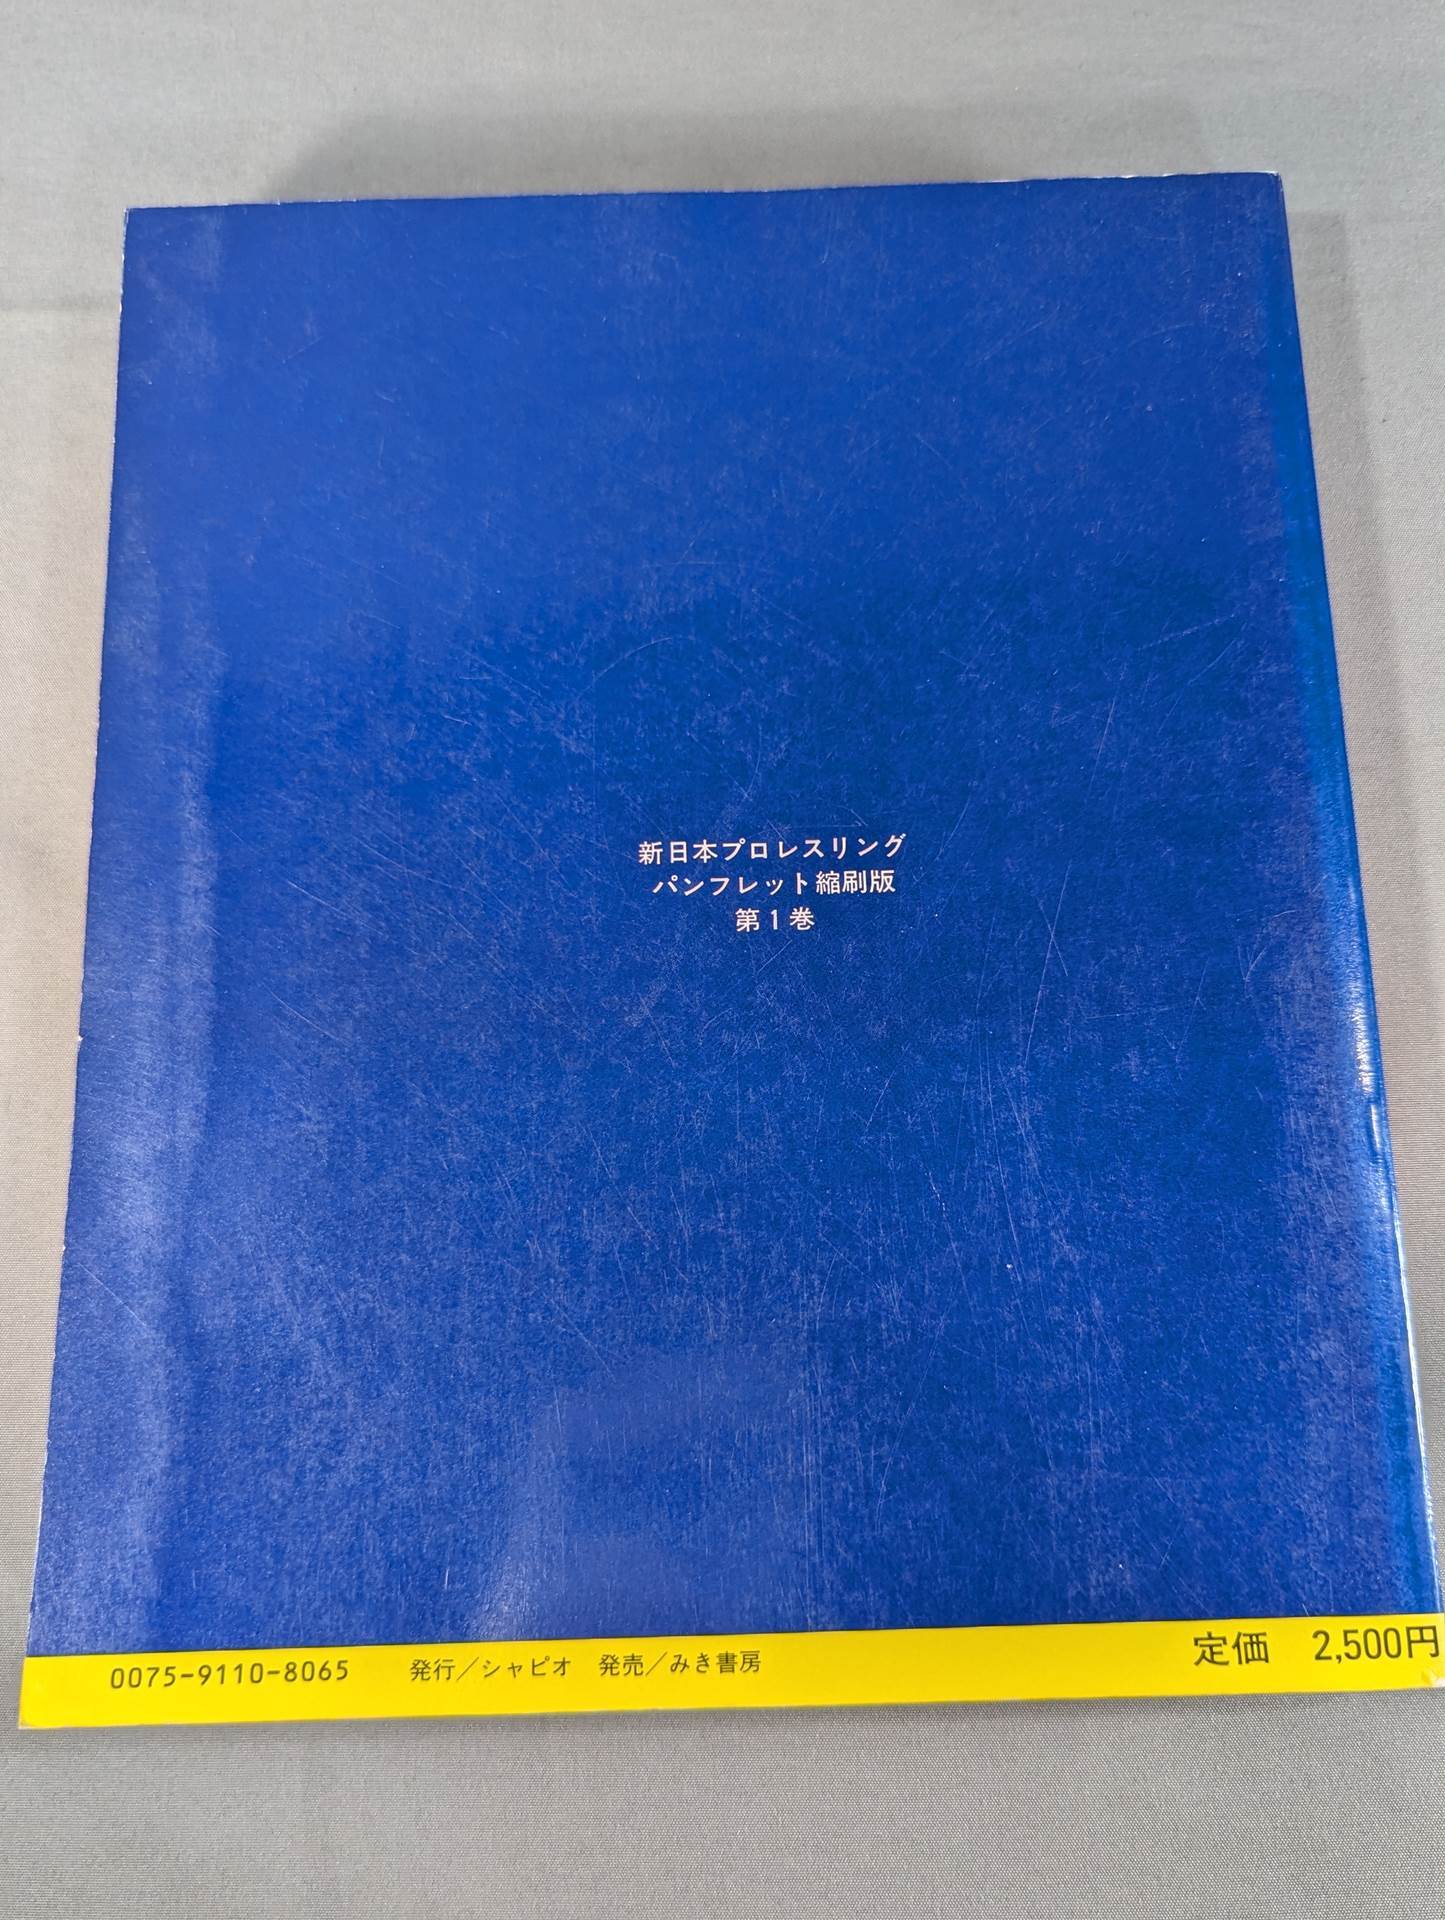 新日本プロレスリング
パンフレット縮刷版
第1巻
0075-9110-8065 発行／シャピオ 発売／みき書房 定価 2,500円